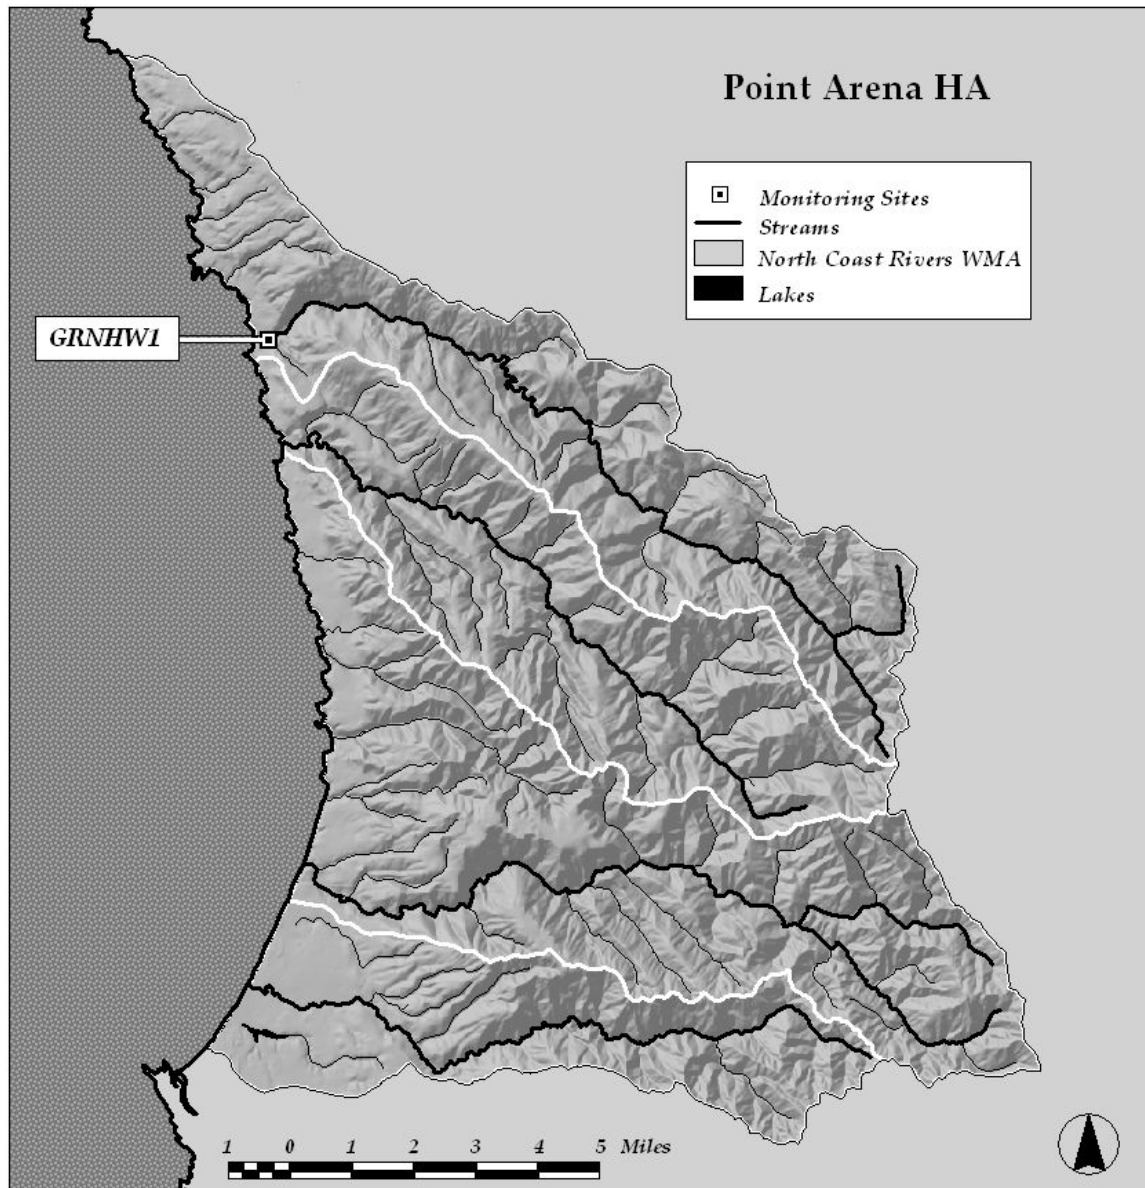 Point Arena HA
Monitoring Sites
Streams
North Coast Rivers WMA
Lakes
GRNHW1
1 0 1 2 3 4 5 Miles